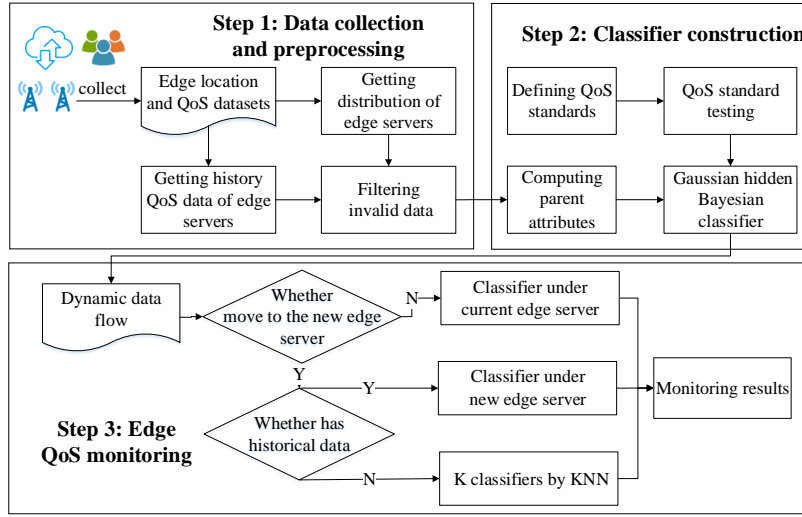 Step 1: Data collection
and preprocessing
collect
Edge location
and QoS datasets
Getting
distribution of
edge servers
Getting history
QoS data of edge
servers
Filtering
invalid data
Step 2: Classifier construction
Defining QoS
standards
QoS standard
testing
Computing
parent
attributes
Gaussian hidden
Bayesian
classifier
Dynamic data
flow
Whether
move to the new edge
server
N
Classifier under
current edge server
Y
Y
Classifier under
new edge server
Monitoring results
Step 3: Edge
QoS monitoring
Whether has
historical data
N
K classifiers by KNN